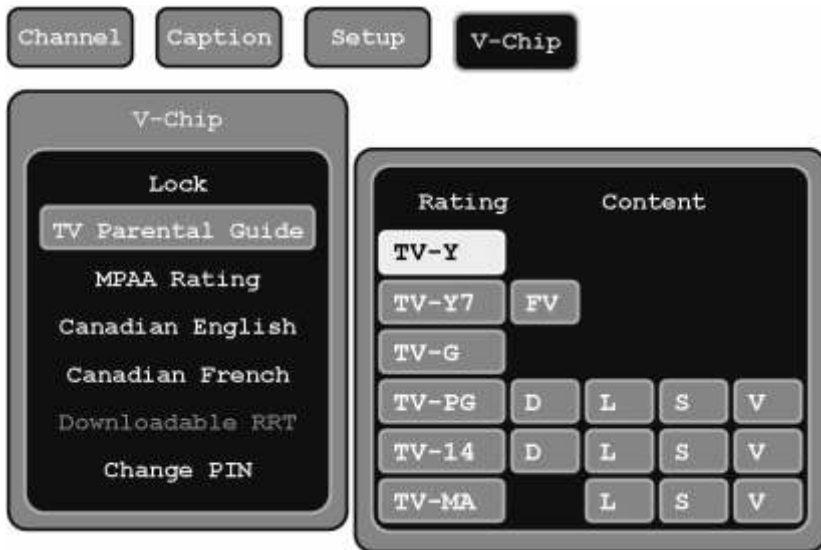 Channel Caption Setup V-Chip
V-Chip
Lock
TV Parental Guide
MPAA Rating
Canadian English
Canadian French
Downloadable RRT
Change PIN
Rating Content
TV-Y
TV-Y7 FV
TV-G
TV-PG D L S V
TV-14 D L S V
TV-MA L S V